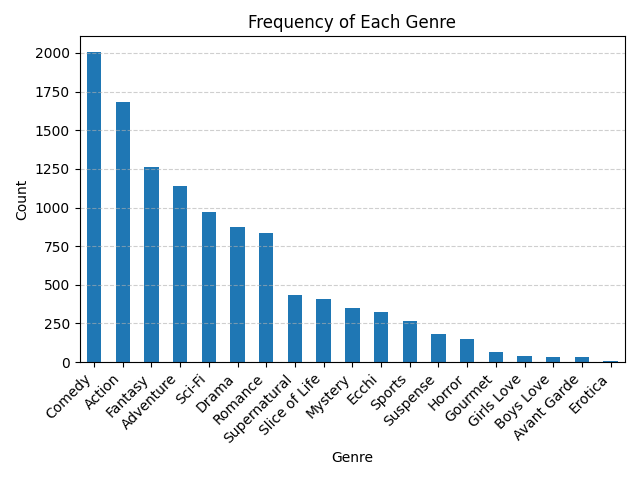 Frequency of Each Genre
2000
1750
1500
1250
1000
750
500
250
0
Count
Comedy
Action
Fantasy
Adventure
Sci-Fi
Drama
Romance
Supernatural
Slice of Life
Mystery
Ecchi
Sports
Suspense
Horror
Gourmet
Girls Love
Boys Love
Avant Garde
Erotica
Genre